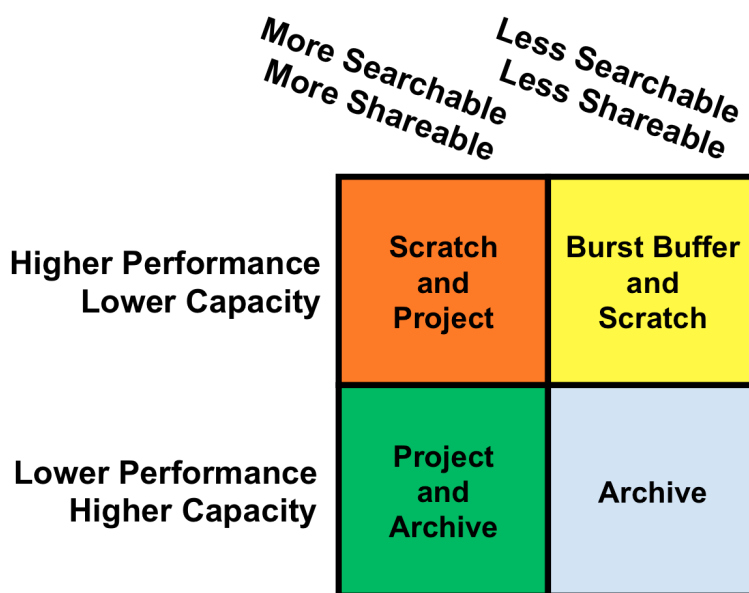 More Searchable
More Shareable
Less Searchable
Less Shareable
Higher Performance
Lower Capacity
Scratch
and
Project
Burst Buffer
and
Scratch
Lower Performance
Higher Capacity
Project
and
Archive
Archive